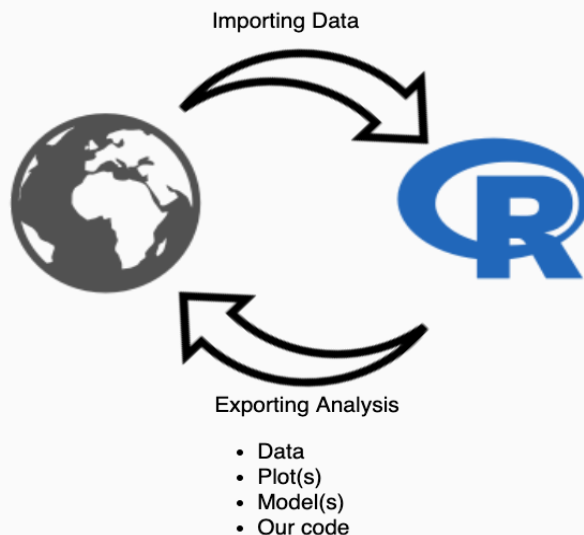 Importing Data
R
Exporting Analysis
• Data
• Plot(s)
• Model(s)
• Our code